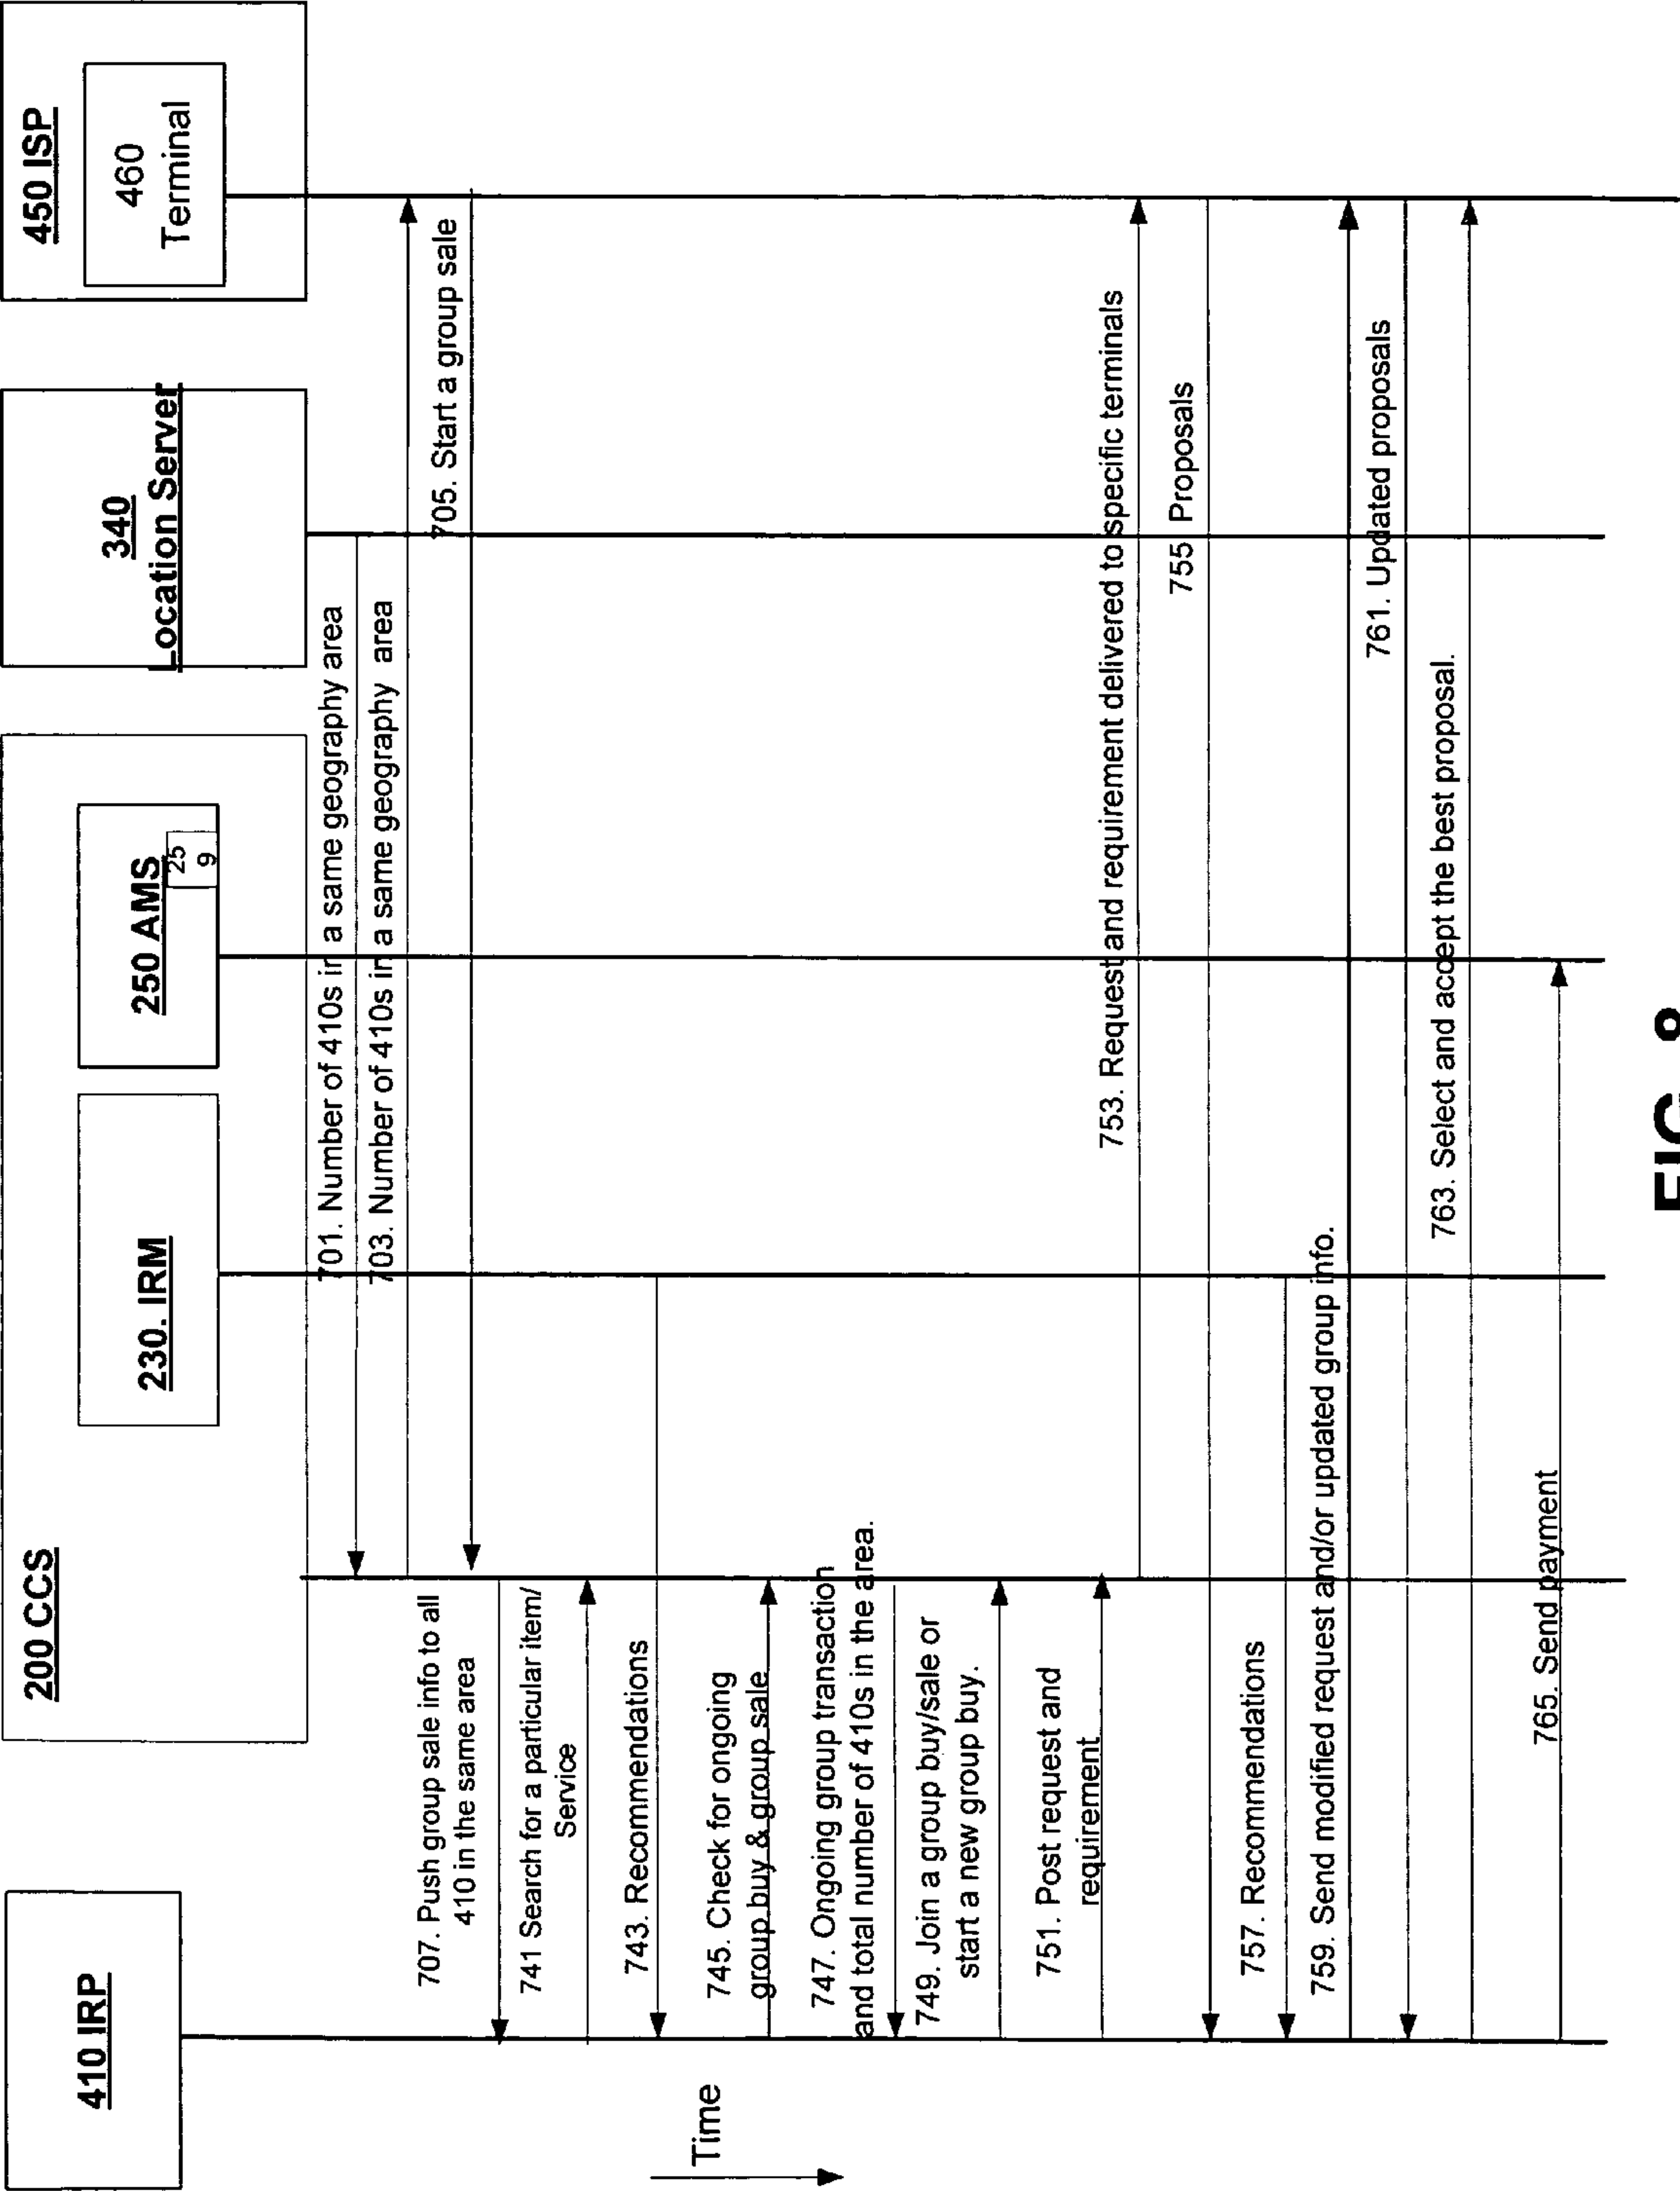 410 IRP
200 CCS
230. IRM
250 AMS
25
9
340
Location Server
450 ISP
460
Terminal
Time
701. Number of 410s in a same geography area
703. Number of 410s in a same geography area
705. Start a group sale
707. Push group sale info to all
410 in the same area
741 Search for a particular item/
Service
743. Recommendations
745. Check for ongoing
group buy & group sale
747. Ongoing group transaction
and total number of 410s in the area.
749. Join a group buy/sale or
start a new group buy.
751. Post request and
requirement
753. Request and requirement delivered to specific terminals
755 Proposals
757. Recommendations
759. Send modified request and/or updated group info.
761. Updated proposals
763. Select and accept the best proposal.
765. Send payment